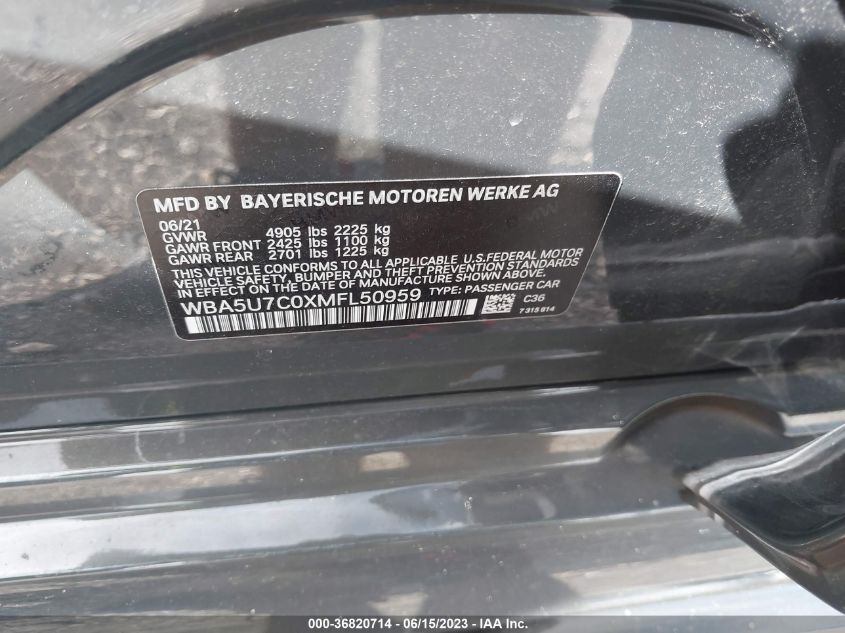 MFD BY BAYERISCHE MOTOREN WERKE AG
06/21
GVWR 4905 lbs 2225 kg
GAWR FRONT 2425 lbs 1100 kg
GAWR REAR 2701 lbs 1225 kg
THIS VEHICLE CONFORMS TO ALL APPLICABLE U.S.FEDERAL MOTOR
VEHICLE SAFETY, BUMPER, AND THEFT PREVENTION STANDARDS
IN EFFECT ON THE DATE OF MANUFACTURE SHOWN ABOVE.
WBA5U7C0XMFL50959 TYPE: PASSENGER CAR
C36
7315814
000-36820714 - 06/15/2023 - IAA Inc.